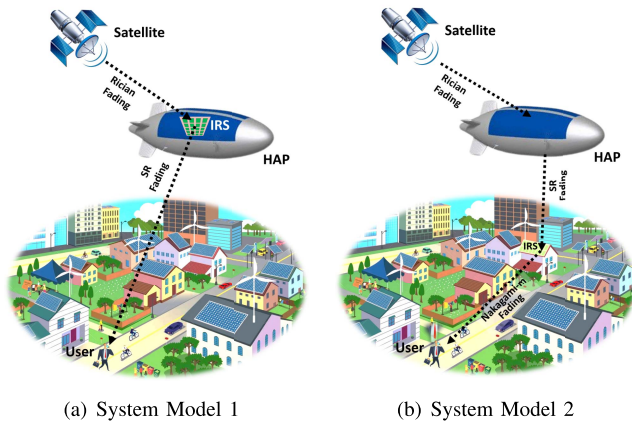 Satellite
Rician
Fading
IRS
HAP
SR
Fading
User
(a) System Model 1
Satellite
Rician
Fading
HAP
SR
Fading
IRS
Nakagami-m
Fading
User
(b) System Model 2